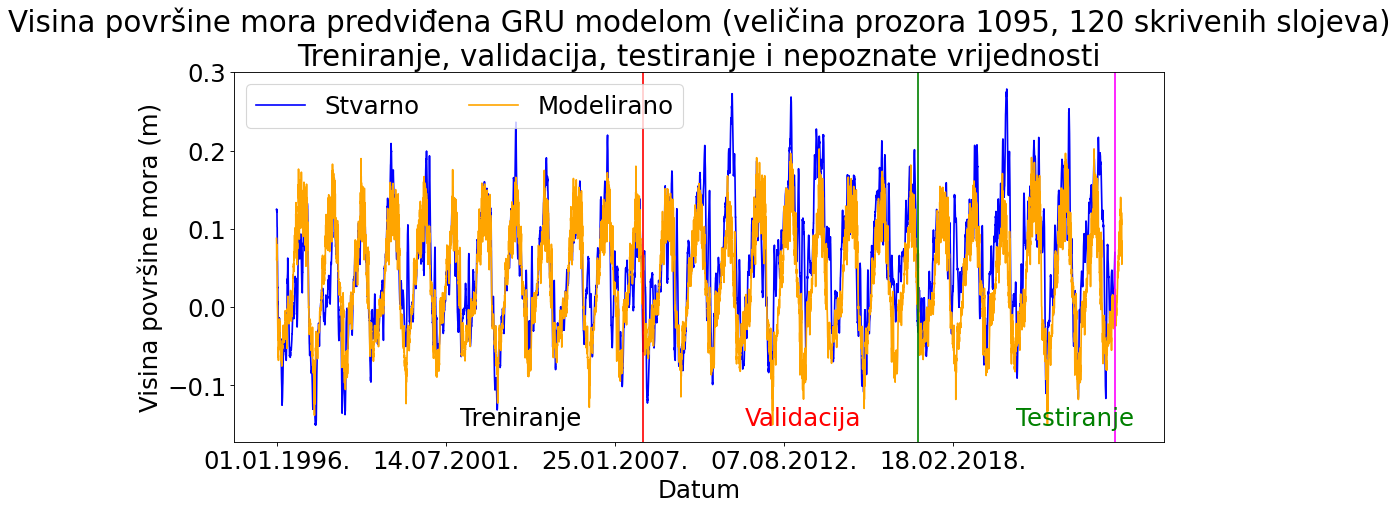 Visina površine mora predviđena GRU modelom (veličina prozora 1095, 120 skrivenih slojeva)
Treniranje, validacija, testiranje i nepoznate vrijednosti
Stvarno
Modelirano
Visina površine mora (m)
0.3
0.2
0.1
0.0
−0.1
Treniranje
Validacija
Testiranje
01.01.1996.
14.07.2001.
25.01.2007.
07.08.2012.
18.02.2018.
Datum